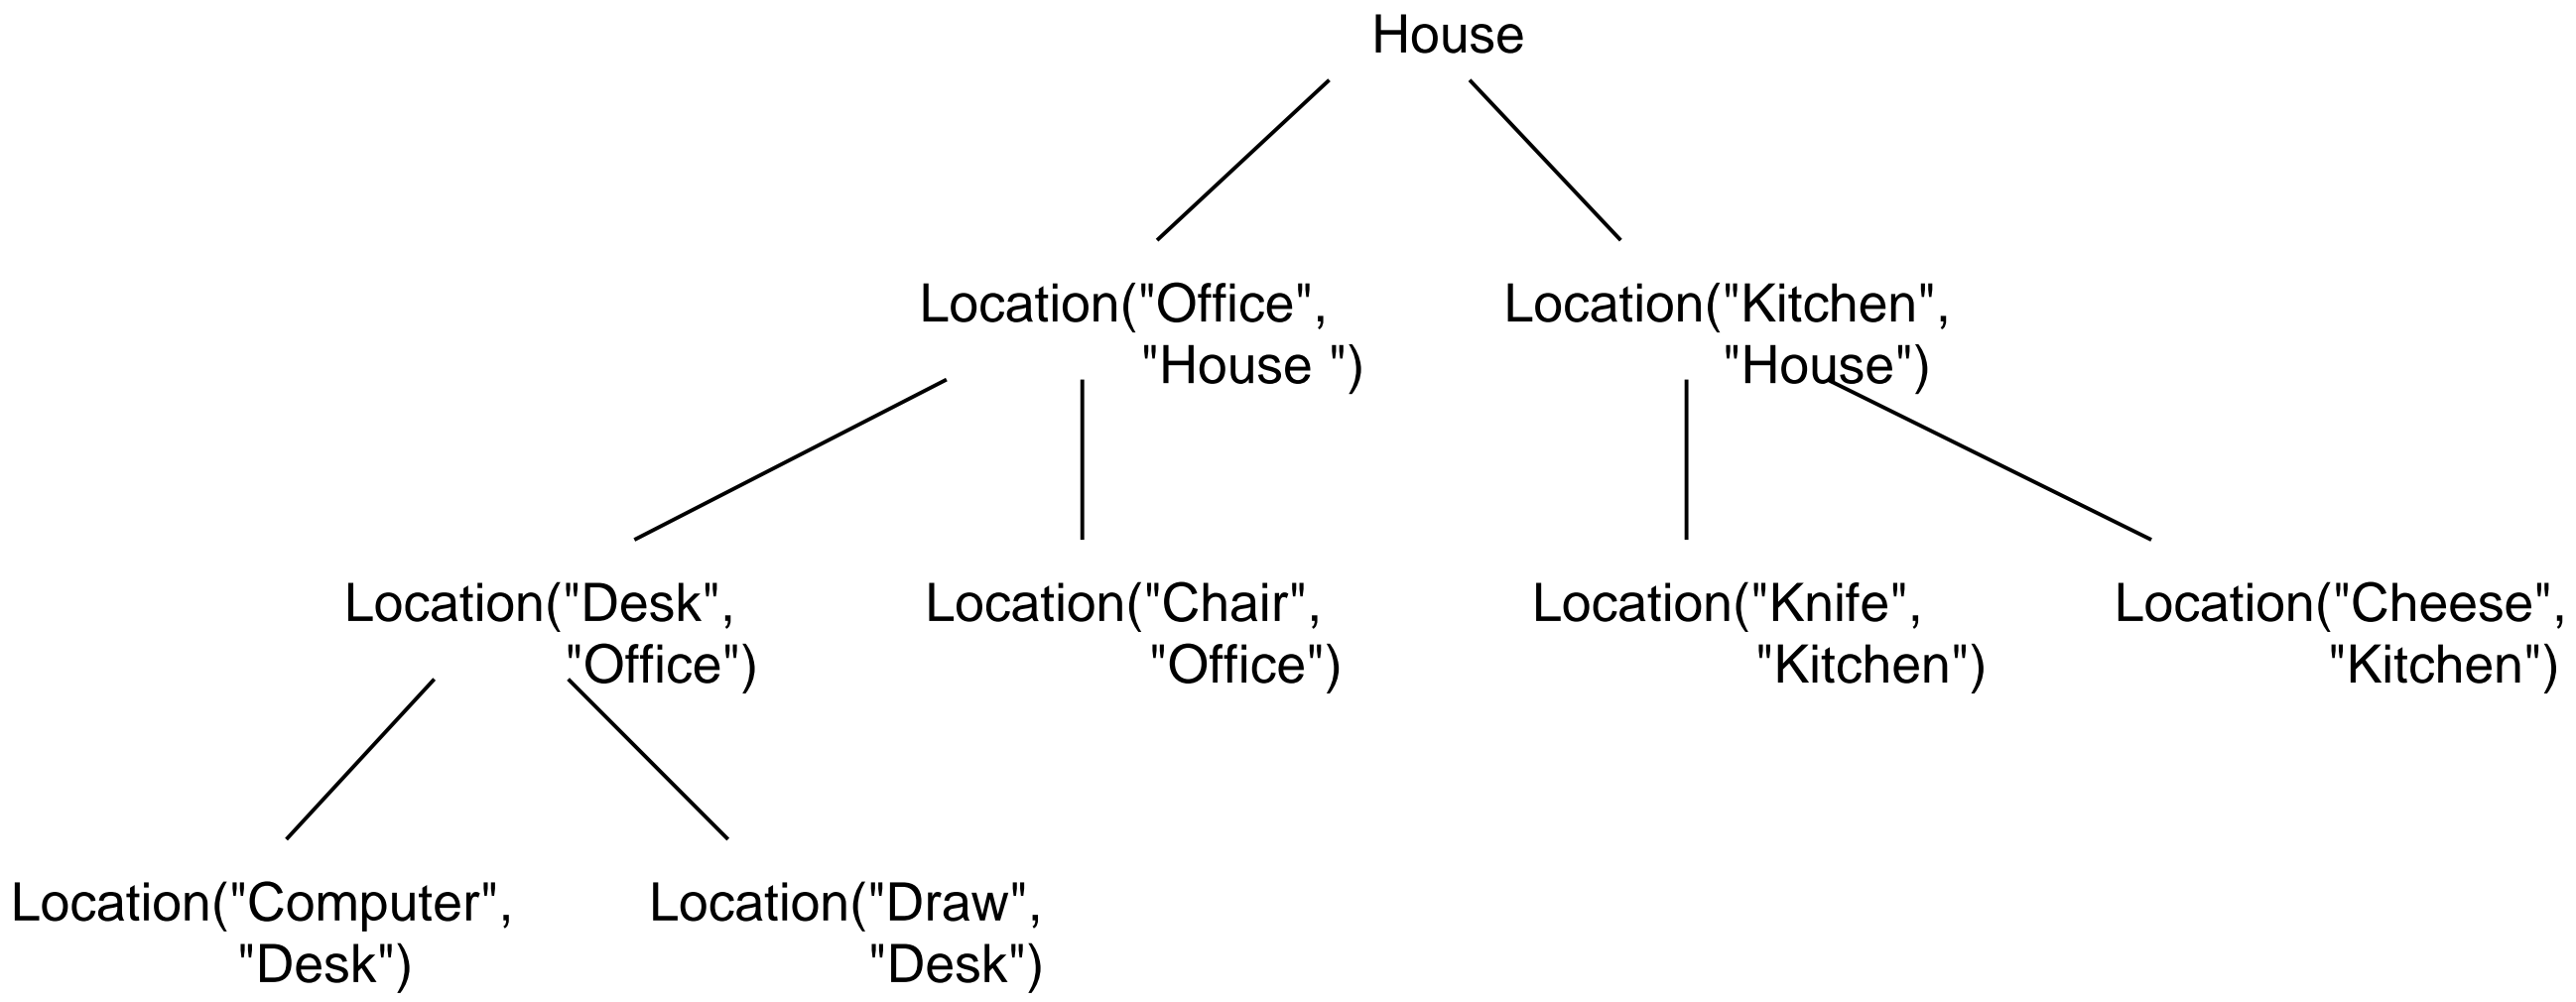 House
Location("Office",
"House ")
Location("Kitchen",
"House")
Location("Desk",
"Office")
Location("Chair",
"Office")
Location("Knife",
"Kitchen")
Location("Cheese",
"Kitchen")
Location("Computer",
"Desk")
Location("Draw",
"Desk")